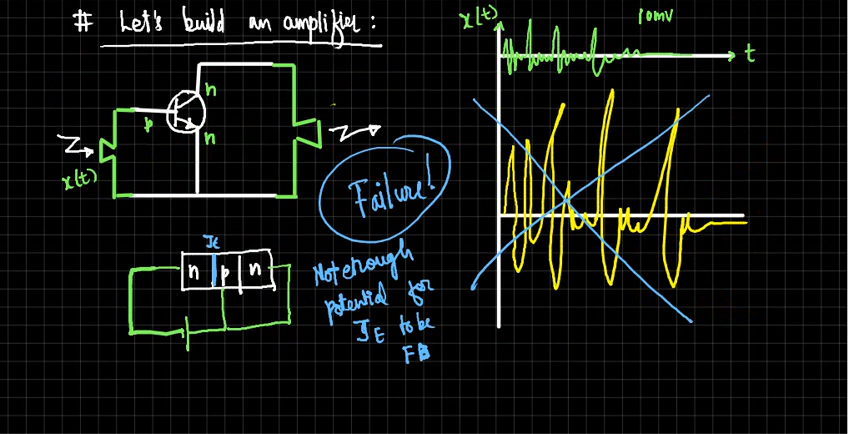 # Let's build an amplifier :
x(t)
10mV
t
n
p
n
x(t)
Failure!
JE
n p n
Not enough
potential for
JE to be
FB